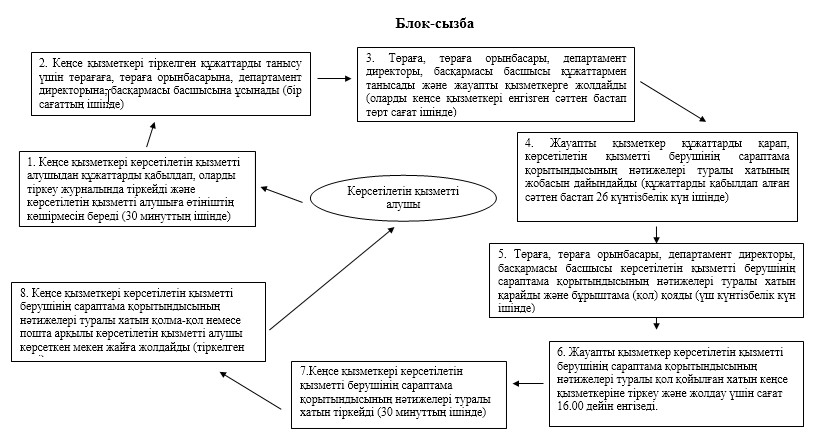 Блок-сызба
2. Кеңсе қызметкері тіркелген құжаттарды танысу
үшін төрағаға, төраға орынбасарына, департамент
директорына, басқармасы басшысына ұсынады (бір
сағаттың ішінде)
3. Төраға, төраға орынбасары, департамент
директоры, басқармасы басшысы құжаттармен
танысады және жауапты қызметкерге жолдайды
(оларды кеңсе қызметкері енгізген сәттен бастап
төрт сағат ішінде)
4. Жауапты қызметкер құжаттарды қарап,
көрсетілетін қызметті берушінің сараптама
қорытындысының нәтижелері туралы хатының
жобасын дайындайды (құжаттарды қабылдап алған
сәттен бастап 26 күнтізбелік күн ішінде)
1. Кеңсе қызметкері көрсетілетін қызметті
алушыдан құжаттарды қабылдап, оларды
тіркеу журналында тіркейді және
көрсетілетін қызметті алушыға өтініштің
көшірмесін береді (30 минуттың ішінде)
Көрсетілетін қызметті
алушы
5. Төраға, төраға орынбасары, департамент директоры,
басқармасы басшысы көрсетілетін қызметті берушінің
сараптама қорытындысының нәтижелері туралы хатын
қарайды және бұрыштама (қол) қояды (үш күнтізбелік күн
ішінде)
8. Кеңсе қызметкері көрсетілетін қызметті
берушінің сараптама қорытындысының
нәтижелері туралы хатын қолма-қол немесе
пошта арқылы көрсетілетін қызметті алушы
көрсеткен мекен жайға жолдайды (тіркелген
6. Жауапты қызметкер көрсетілетін қызметті
берушінің сараптама қорытындысының
нәтижелері туралы қол қойылған хатын кеңсе
қызметкеріне тіркеу және жолдау үшін сағат
16.00 дейін енгізеді.
7.Кеңсе қызметкері көрсетілетін
қызметті берушінің сараптама
қорытындысының нәтижелері туралы
хатын тіркейді (30 минуттың ішінде)